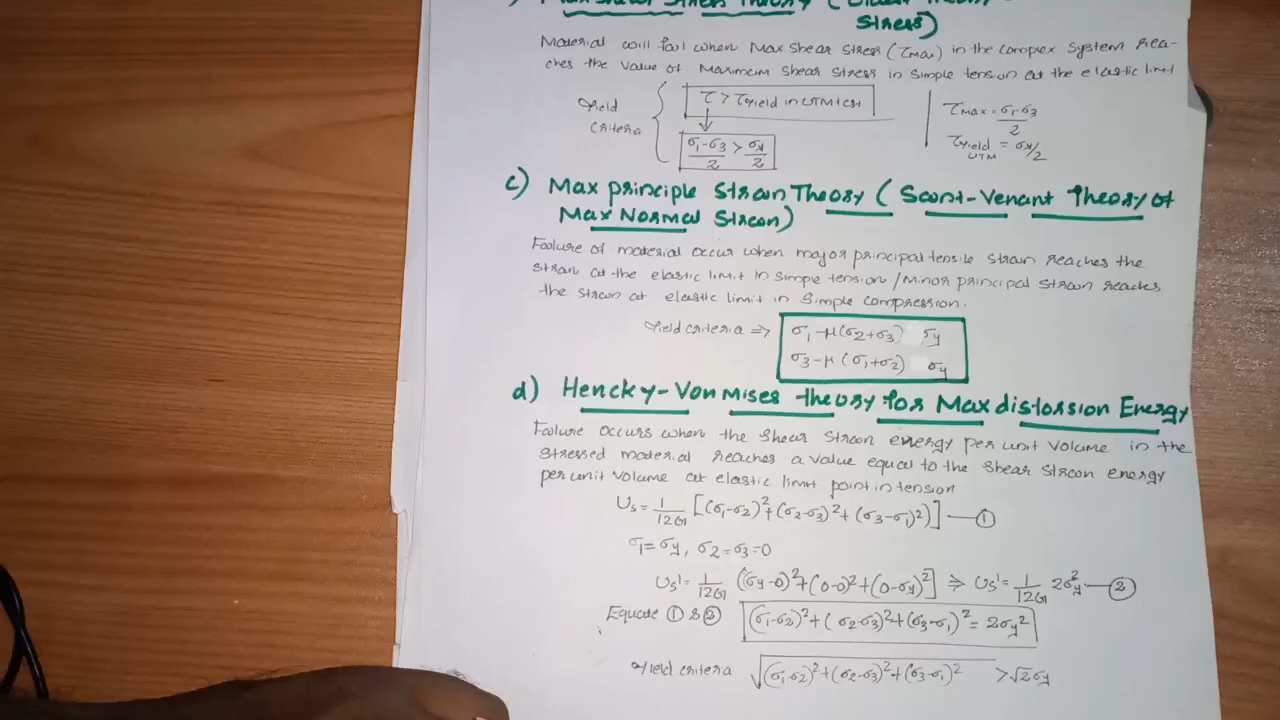 Stress)
Material will fail when Max shear stress (τmax) in the complex system rea-
ches the value of Maximum shear stress in simple tension at the elastic limit
Yield criteria
τ > τyield in UTM test
σ1-σ3/2 > σy/2
τmax = σ1-σ3/2
τyield UTM = σy/2
c) Max principle Strain Theory (Saint-Venant Theory of
Max Normal Strain)
Failure of material occur when major principal tensile strain reaches the
strain at the elastic limit in simple tension / Minor principal strain reaches
the strain at elastic limit in simple compression.
Yield criteria ⇒ σ1-μ(σ2+σ3) σy
σ3-μ(σ1+σ2) σy
d) Hencky-Von Mises theory for Max distorsion Energy
Failure occurs when the shear strain energy per unit volume in the
stressed material reaches a value equal to the shear strain energy
per unit volume at elastic limit point in tension
Us = 1/12G [(σ1-σ2)²+(σ2-σ3)²+(σ3-σ1)²)] — ①
σ1=σy, σ2=σ3=0
Us' = 1/12G ((σy-0)²+(0-0)²+(0-σy)²] ⇒ Us' = 1/12G 2σy² — ②
Equate ① & ② (σ1-σ2)²+(σ2-σ3)²+(σ3-σ1)² = 2σy²
Yield criteria √(σ1-σ2)²+(σ2-σ3)²+(σ3-σ1)² > √2σy